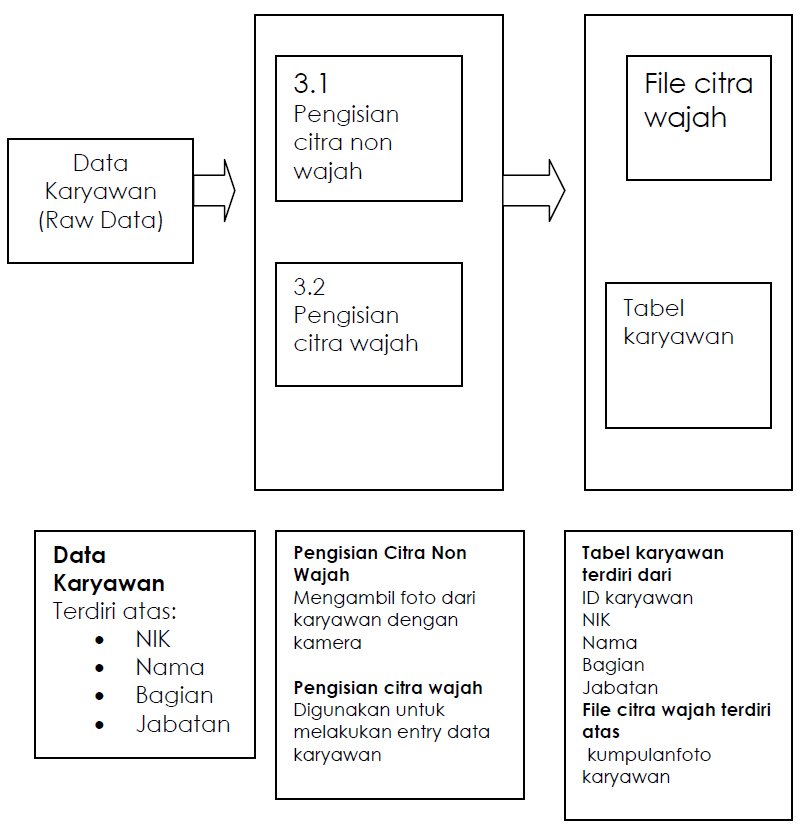 Data
Karyawan
(Raw Data)
3.1
Pengisian
citra non
wajah
3.2
Pengisian
citra wajah
File citra
wajah
Tabel
karyawan
Data
Karyawan
Terdiri atas:
• NIK
• Nama
• Bagian
• Jabatan
Pengisian Citra Non
Wajah
Mengambil foto dari
karyawan dengan
kamera
Pengisian citra wajah
Digunakan untuk
melakukan entry data
karyawan
Tabel karyawan
terdiri dari
ID karyawan
NIK
Nama
Bagian
Jabatan
File citra wajah terdiri
atas
kumpulanfoto
karyawan